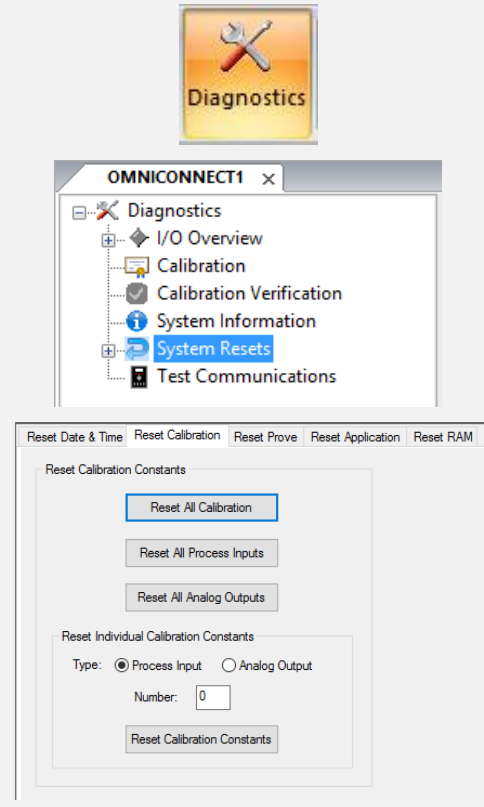 Diagnostics
OMNICONNECT1 ×
Diagnostics
I/O Overview
Calibration
Calibration Verification
System Information
System Resets
Test Communications
Reset Date & Time Reset Calibration Reset Prove Reset Application Reset RAM
Reset Calibration Constants
Reset All Calibration
Reset All Process Inputs
Reset All Analog Outputs
Reset Individual Calibration Constants
Type: Process Input Analog Output
Number: 0
Reset Calibration Constants